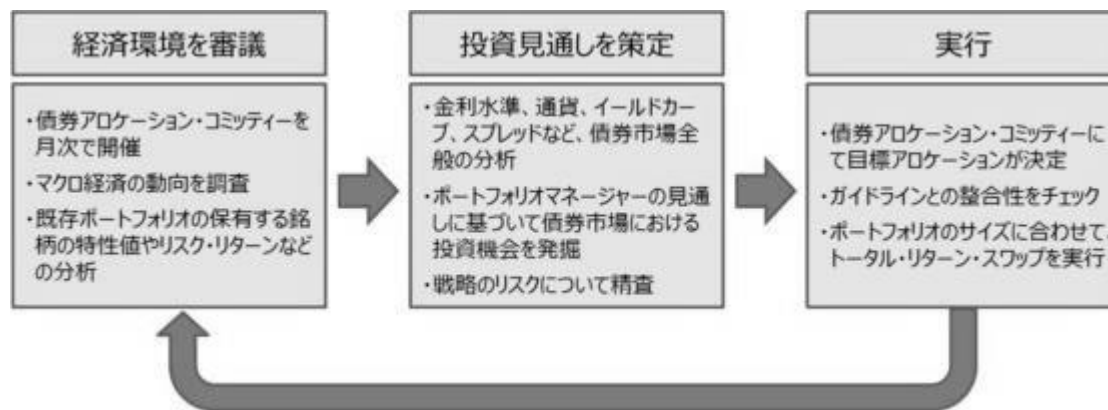 経済環境を審議
・債券アロケーション・コミッティーを
月次で開催
・マクロ経済の動向を調査
・既存ポートフォリオの保有する銘
柄の特性値やリスク・リターンなど
の分析
投資見通しを策定
・金利水準、通貨、イールドカー
ブ、スプレッドなど、債券市場全
般の分析
・ポートフォリオマネージャーの見通
しに基づいて債券市場における
投資機会を発掘
・戦略のリスクについて精査
実行
・債券アロケーション・コミッティーに
て目標アロケーションが決定
・ガイドラインとの整合性をチェック
・ポートフォリオのサイズに合わせて、
トータル・リターン・スワップを実行